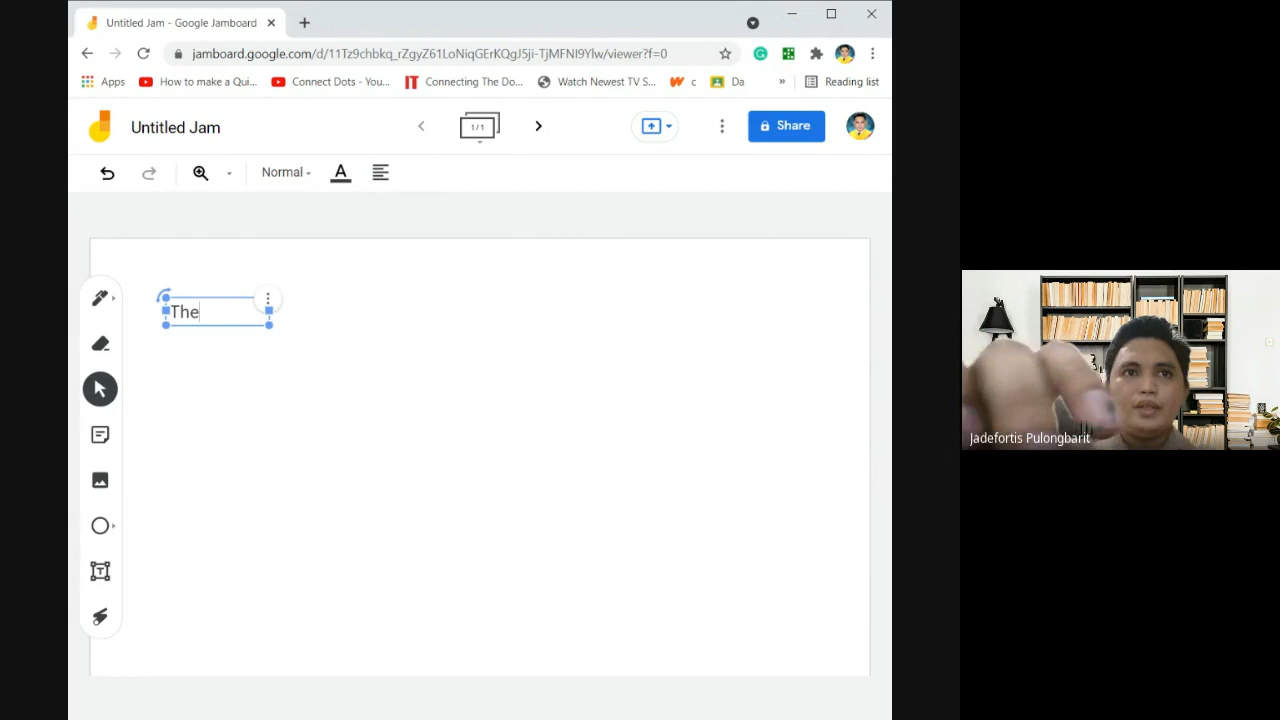 Untitled Jam - Google Jamboard
jamboard.google.com/d/11Tz9chbkq_rZgyZ61LoNiqGErKQgJ5ji-TjMFNI9Ylw/viewer?f=0
Apps
How to make a Qui...
Connect Dots - You...
Connecting The Do...
Watch Newest TV S...
c
Da
»
Reading list
Untitled Jam
1/1
Share
Normal
A
The
Jadefortis Pulongbarit